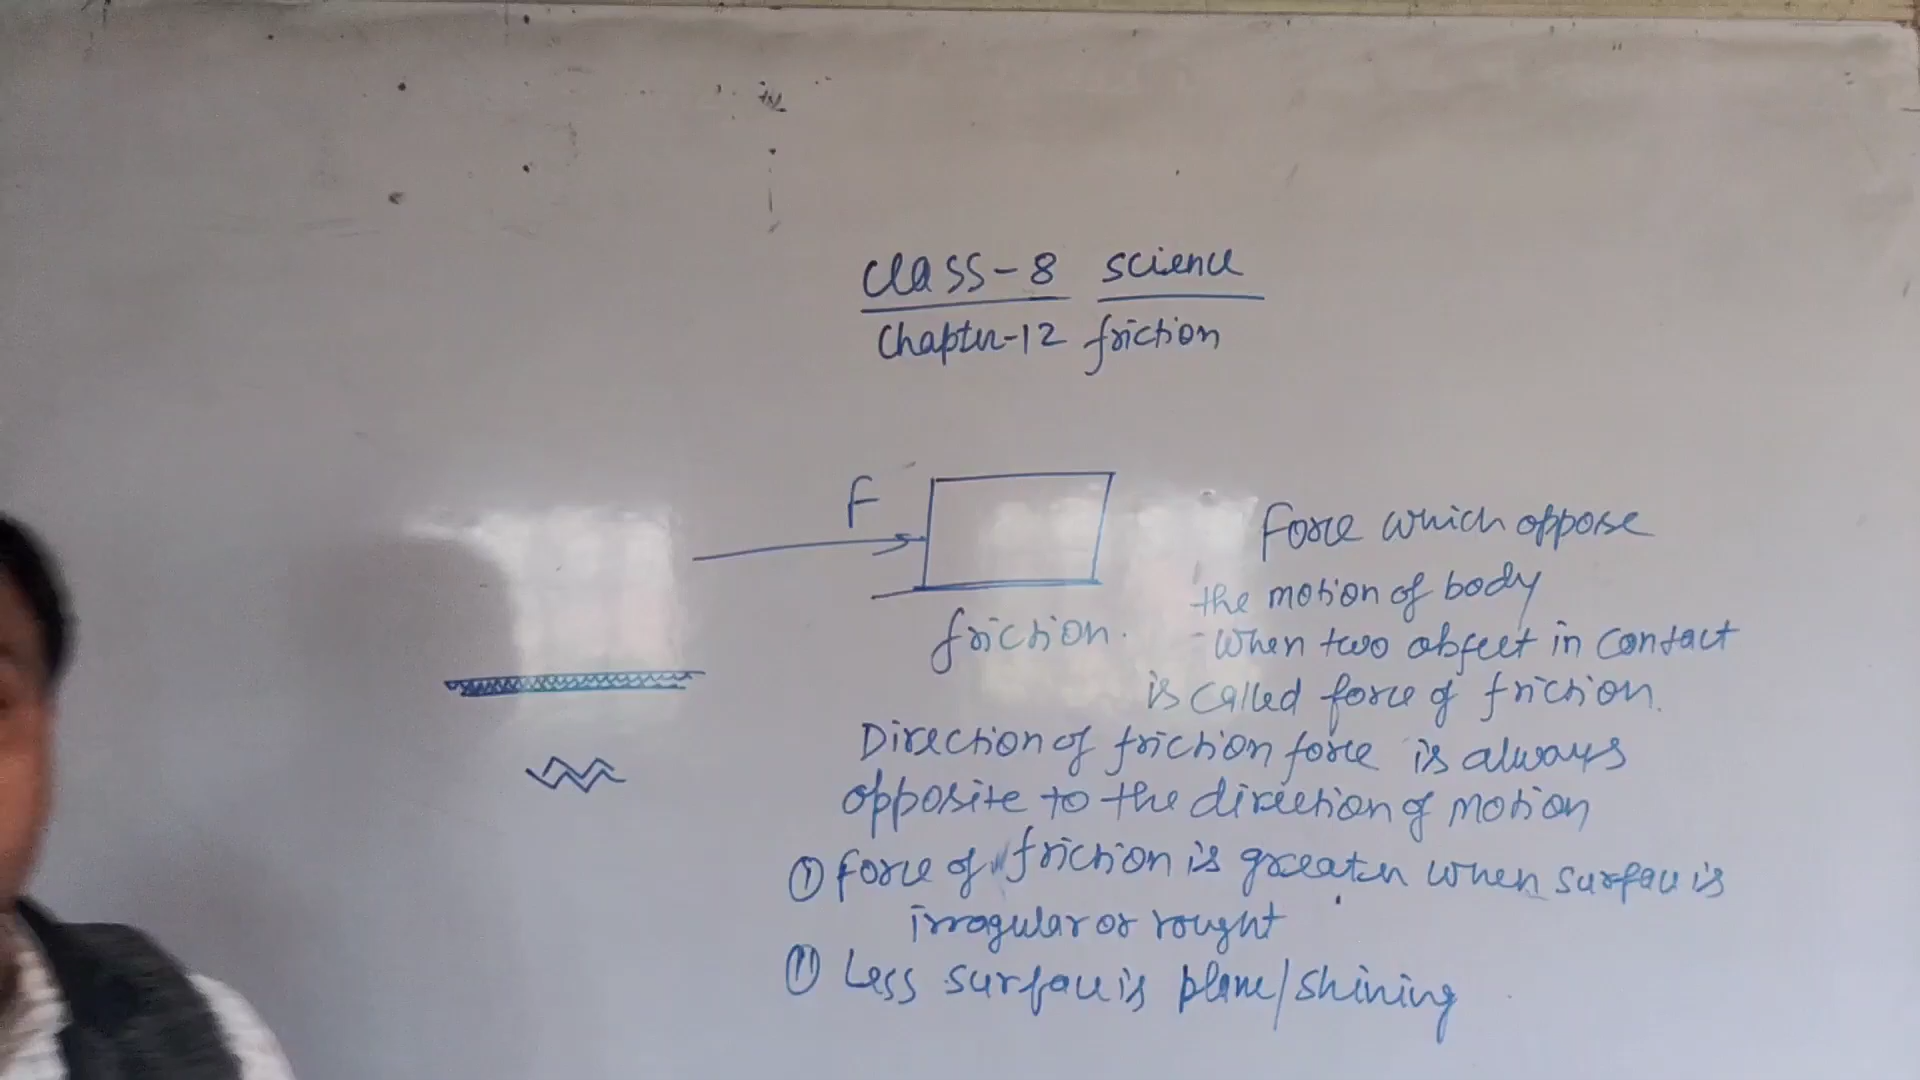 Class-8 science
Chapter-12 friction
F
friction.
Force which oppose
the motion of body
- when two object in contact
is called force of friction.
Direction of friction force is always
opposite to the direction of motion
① force of friction is greater when surface is
irragular or rought
① Less surface is plane/shining